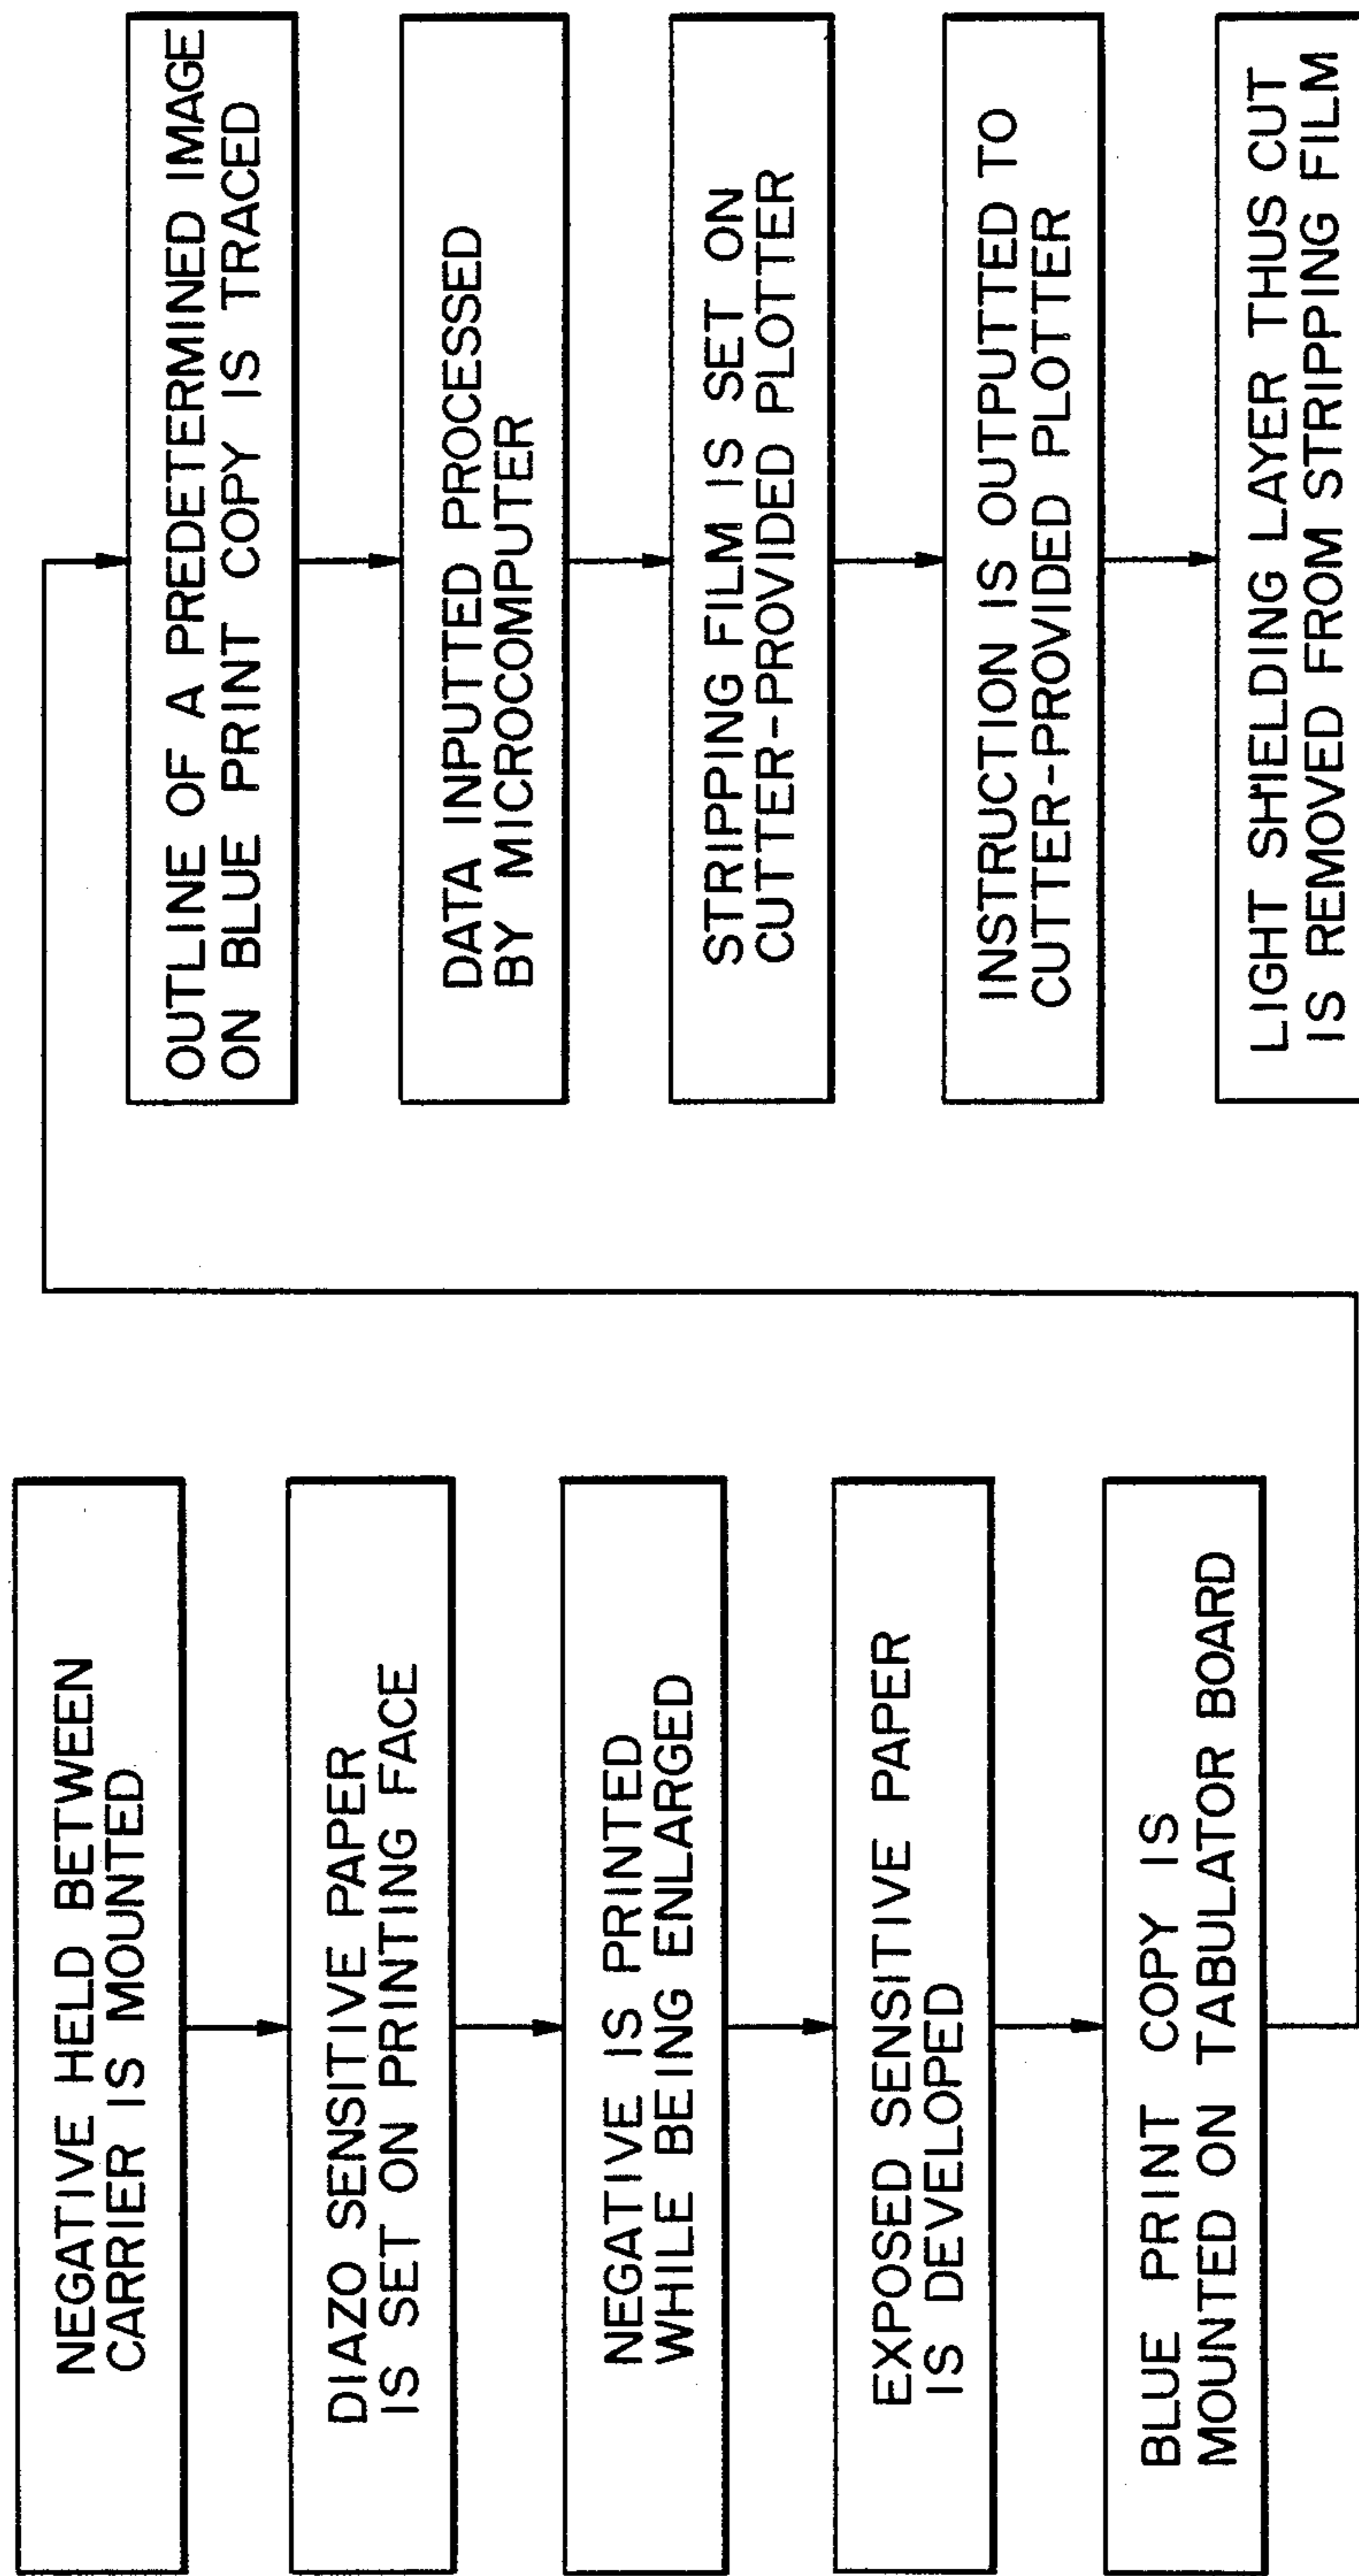 NEGATIVE HELD BETWEEN
CARRIER IS MOUNTED
DIAZO SENSITIVE PAPER
IS SET ON PRINTING FACE
NEGATIVE IS PRINTED
WHILE BEING ENLARGED
EXPOSED SENSITIVE PAPER
IS DEVELOPED
BLUE PRINT COPY IS
MOUNTED ON TABULATOR BOARD
OUTLINE OF A PREDETERMINED IMAGE
ON BLUE PRINT COPY IS TRACED
DATA INPUTTED PROCESSED
BY MICROCOMPUTER
STRIPPING FILM IS SET ON
CUTTER-PROVIDED PLOTTER
INSTRUCTION IS OUTPUTTED TO
CUTTER-PROVIDED PLOTTER
LIGHT SHIELDING LAYER THUS CUT
IS REMOVED FROM STRIPPING FILM